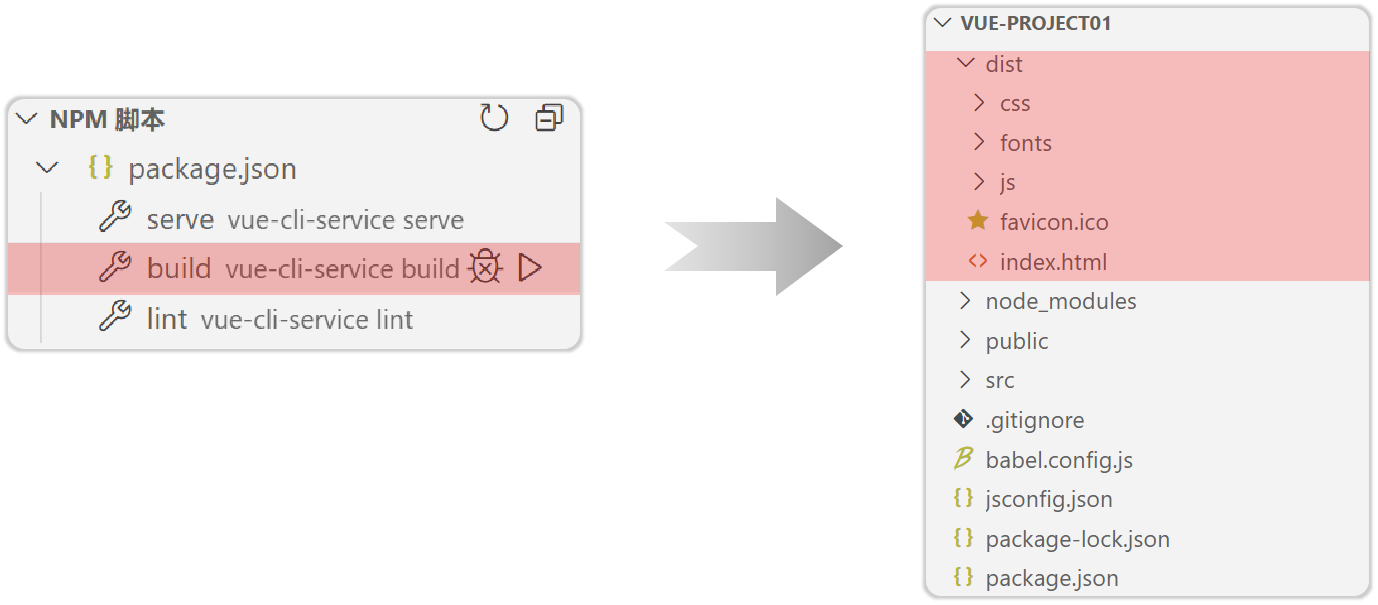 NPM 脚本
package.json
serve vue-cli-service serve
build vue-cli-service build
lint vue-cli-service lint
VUE-PROJECT01
dist
css
fonts
js
favicon.ico
index.html
node_modules
public
src
.gitignore
babel.config.js
jsconfig.json
package-lock.json
package.json